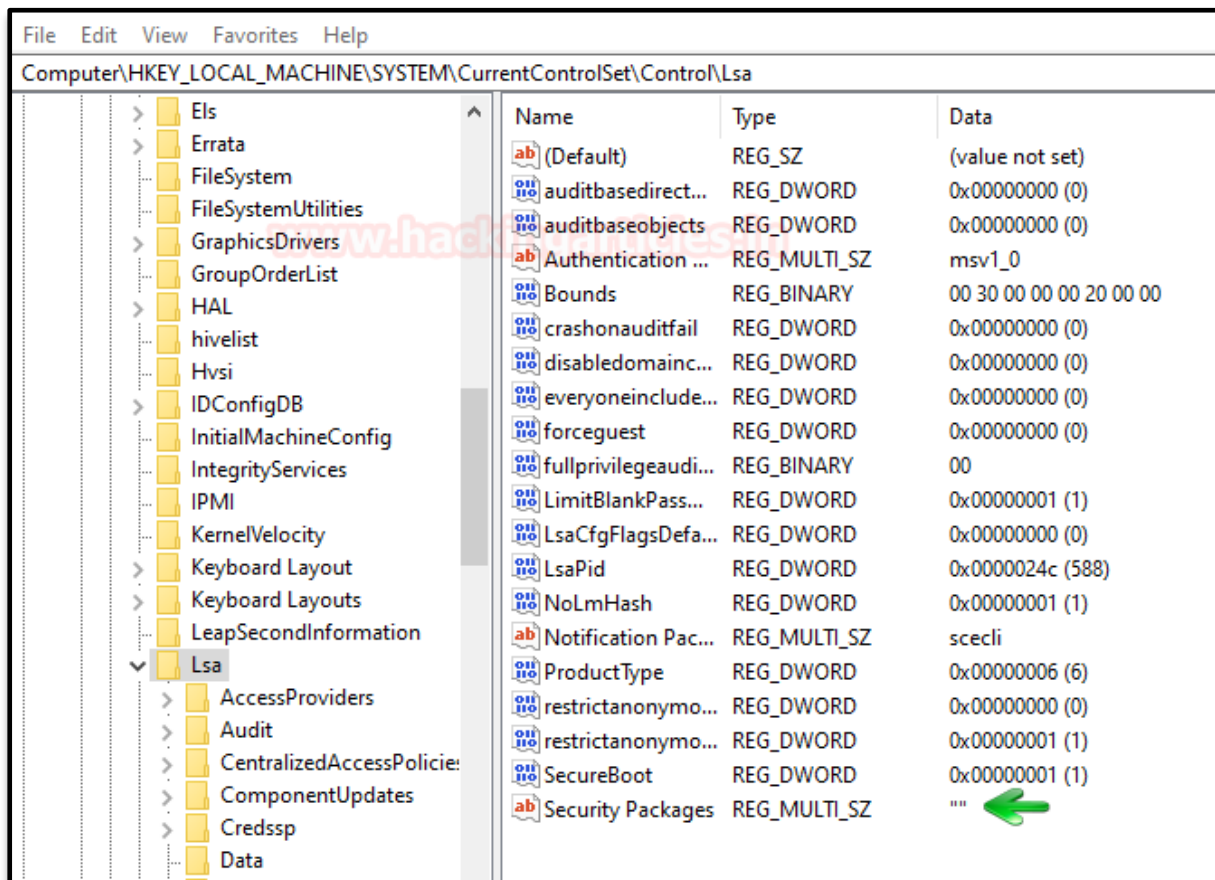 File Edit View Favorites Help
Computer\HKEY_LOCAL_MACHINE\SYSTEM\CurrentControlSet\Control\Lsa
Els
Errata
FileSystem
FileSystemUtilities
GraphicsDrivers
GroupOrderList
HAL
hivelist
Hvsi
IDConfigDB
InitialMachineConfig
IntegrityServices
IPMI
KernelVelocity
Keyboard Layout
Keyboard Layouts
LeapSecondInformation
Lsa
AccessProviders
Audit
CentralizedAccessPolicies
ComponentUpdates
Credssp
Data
Name Type Data
(Default) REG_SZ (value not set)
auditbasedirect... REG_DWORD 0x00000000 (0)
auditbaseobjects REG_DWORD 0x00000000 (0)
Authentication ... REG_MULTI_SZ msv1_0
Bounds REG_BINARY 00 30 00 00 00 20 00 00
crashonauditfail REG_DWORD 0x00000000 (0)
disabledomainc... REG_DWORD 0x00000000 (0)
everyoneinclude... REG_DWORD 0x00000000 (0)
forceguest REG_DWORD 0x00000000 (0)
fullprivilegeaudi... REG_BINARY 00
LimitBlankPass... REG_DWORD 0x00000001 (1)
LsaCfgFlagsDefa... REG_DWORD 0x00000000 (0)
LsaPid REG_DWORD 0x0000024c (588)
NoLmHash REG_DWORD 0x00000001 (1)
Notification Pac... REG_MULTI_SZ scecli
ProductType REG_DWORD 0x00000006 (6)
restrictanonymo... REG_DWORD 0x00000000 (0)
restrictanonymo... REG_DWORD 0x00000001 (1)
SecureBoot REG_DWORD 0x00000001 (1)
Security Packages REG_MULTI_SZ ""
www.hackingarticles.in